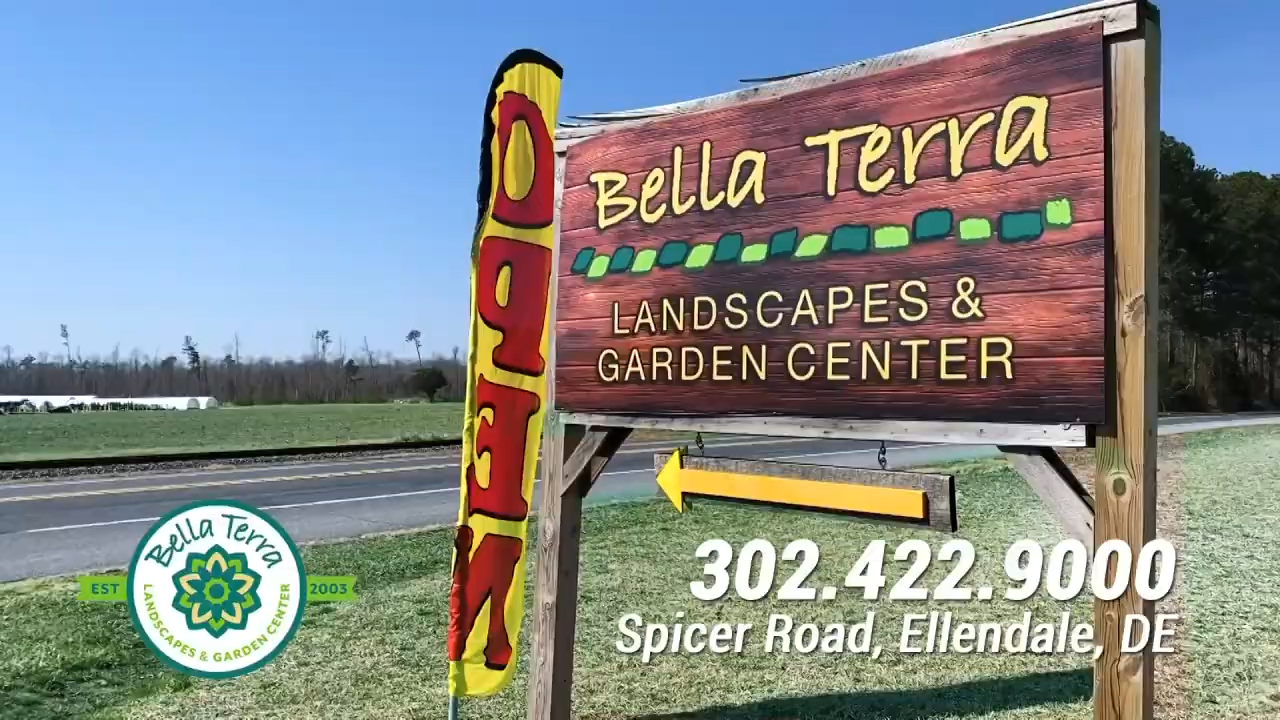 OPEN
Bella Terra
LANDSCAPES &
GARDEN CENTER
302.422.9000
Spicer Road, Ellendale, DE
Bella Terra
EST 2003
LANDSCAPES & GARDEN CENTER